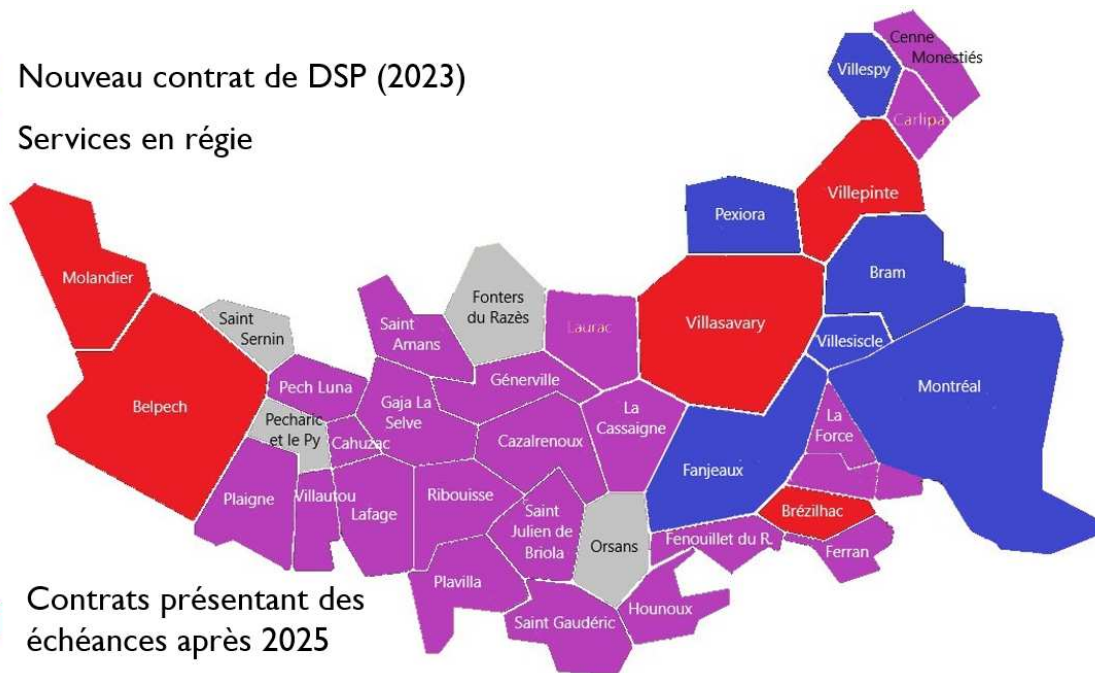 Nouveau contrat de DSP (2023)
Services en régie
Cenne
Monestiés
Villespy
Carlipa
Villepinte
Pexiora
Bram
Molandier
Fonters
du Razès
Saint
Sernin
Saint
Amans
Laurac
Villasavary
Villesiscle
Montréal
Belpech
Pech Luna
Génerville
Gaja La
Selve
La
Cassaigne
La
Force
Pecharic
et le Py
Cahuzac
Cazalrenoux
Fanjeaux
Plaigne
Villautou
Lafage
Ribouisse
Saint
Julien de
Briola
Orsans
Brézilhac
Fenouillet du R.
Ferran
Plavilla
Hounoux
Saint Gaudéric
Contrats présentant des
échéances après 2025